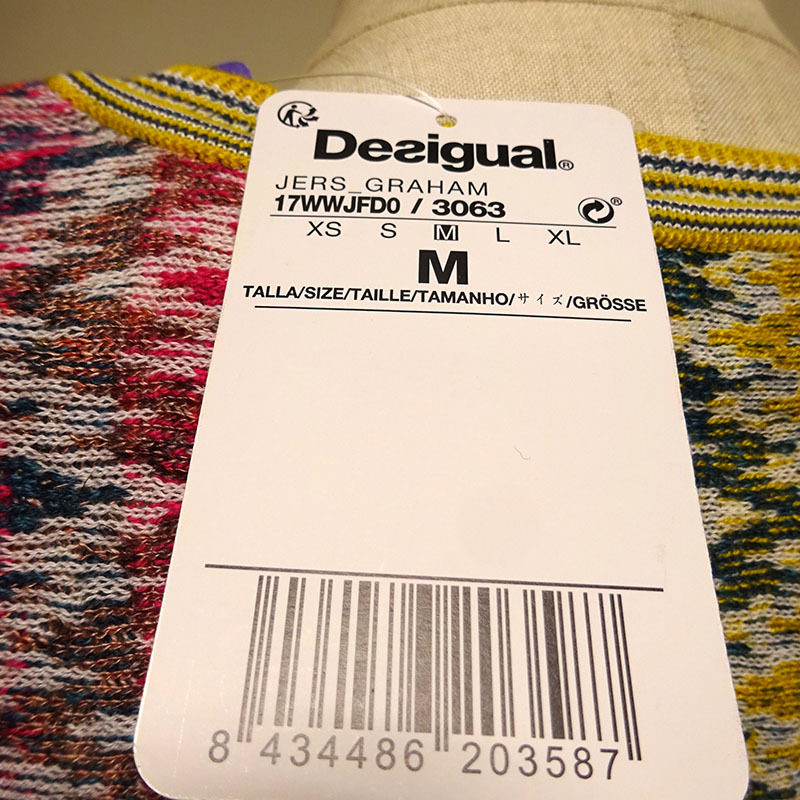 Desigual®
JERS_GRAHAM
17WWJFD0 / 3063
®
XS S M L XL
M
TALLA/SIZE/TAILLE/TAMANHO/サイズ/GRÖSSE
8 434486 203587